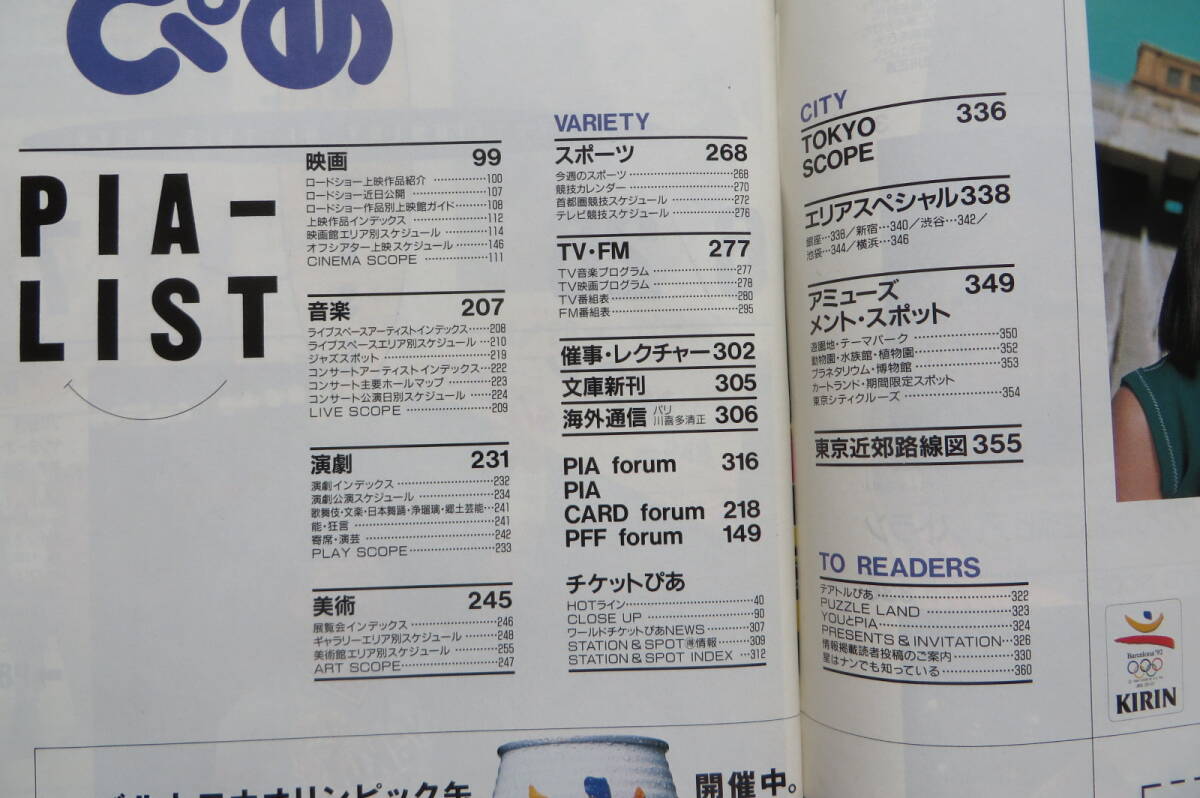 ぴあ
PIA-
LIST
映画 99
ロードショー上映作品紹介 …………100
ロードショー近日公開 …………107
ロードショー作品別上映館ガイド……108
上映作品インデックス …………112
映画館エリア別スケジュール ………114
オフシアター上映スケジュール ………146
CINEMA SCOPE …………111
音楽 207
ライブスペースアーティストインデックス……208
ライブスペースエリア別スケジュール …210
ジャズスポット …………219
コンサートアーティストインデックス…222
コンサート主要ホールマップ ………223
コンサート公演日別スケジュール ……224
LIVE SCOPE …………209
演劇 231
演劇インデックス …………232
演劇公演スケジュール …………234
歌舞伎・文楽・日本舞踊・浄瑠璃・郷土芸能…241
能・狂言 …………241
寄席・演芸 …………242
PLAY SCOPE…………233
美術 245
展覧会インデックス …………246
ギャラリーエリア別スケジュール ……248
美術館エリア別スケジュール ………255
ART SCOPE…………247
VARIETY
スポーツ 268
今週のスポーツ …………268
競技カレンダー …………270
首都圏競技スケジュール …………272
テレビ競技スケジュール …………276
TV・FM 277
TV音楽プログラム …………277
TV映画プログラム …………278
TV番組表 …………280
FM番組表 …………295
催事・レクチャー302
文庫新刊 305
海外通信 パリ 川喜多清正 306
PIA forum 316
PIA
CARD forum 218
PFF forum 149
チケットぴあ
HOTライン…………40
CLOSE UP …………90
ワールドチケットぴあNEWS ………307
STATION & SPOT 情報………309
STATION & SPOT INDEX …312
CITY
TOKYO 336
SCOPE
エリアスペシャル338
銀座…338/新宿…340/渋谷…342/
池袋…344/横浜…346
アミューズ 349
メント・スポット
遊園地・テーマパーク …………350
動物園・水族館・植物園…………352
プラネタリウム・博物館 …………353
カートランド・期間限定スポット
東京シティクルーズ …………354
東京近郊路線図355
TO READERS
テアトルぴあ…………322
PUZZLE LAND …………323
YOUとPIA…………324
PRESENTS & INVITATION…326
情報掲載読者投稿のご案内………330
星はナンでも知っている…………360
Barcelona'92
KIRIN
開催中。